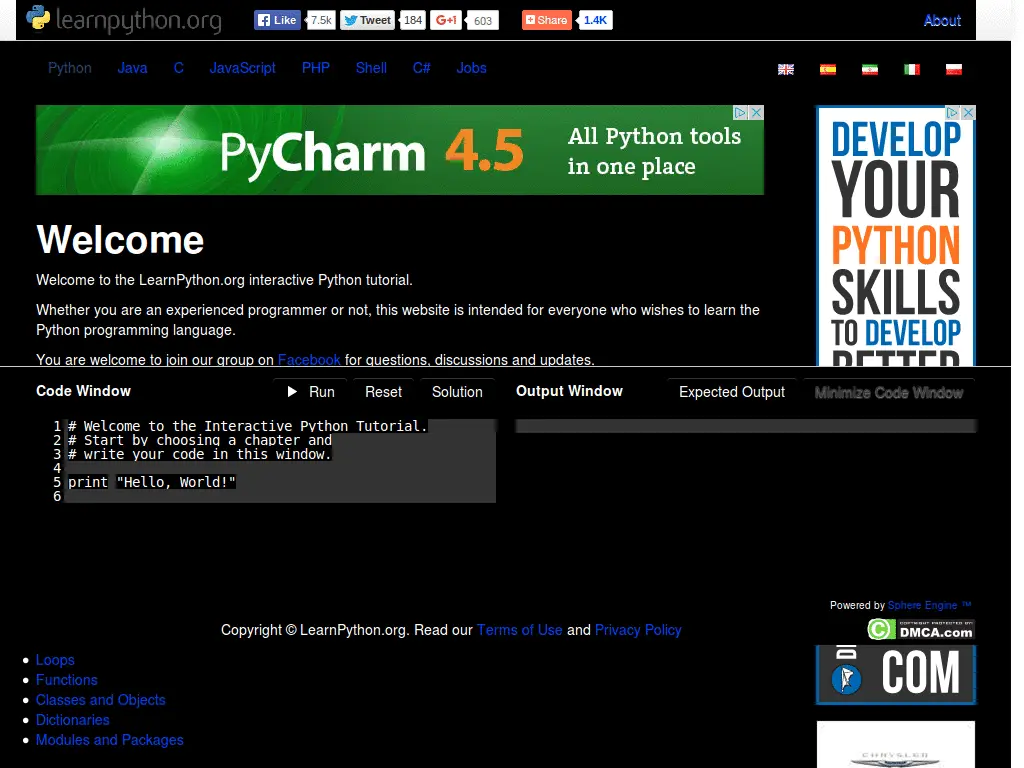 learnpython.org Like 7.5k Tweet 184 G+1 603 Share 1.4K About
Python Java C JavaScript PHP Shell C# Jobs
PyCharm 4.5 All Python tools
in one place
DEVELOP
YOUR
PYTHON
SKILLS
TO DEVELOP
BETTER
Welcome
Welcome to the LearnPython.org interactive Python tutorial.
Whether you are an experienced programmer or not, this website is intended for everyone who wishes to learn the
Python programming language.
You are welcome to join our group on Facebook for questions, discussions and updates.
Code Window Run Reset Solution Output Window Expected Output Minimize Code Window
1 # Welcome to the Interactive Python Tutorial.
2 # Start by choosing a chapter and
3 # write your code in this window.
4
5 print "Hello, World!"
6
Powered by Sphere Engine ™
Copyright © LearnPython.org. Read our Terms of Use and Privacy Policy
COPYRIGHT PROTECTED BY:
DMCA.com
COM
Loops
Functions
Classes and Objects
Dictionaries
Modules and Packages
CHRYSLER